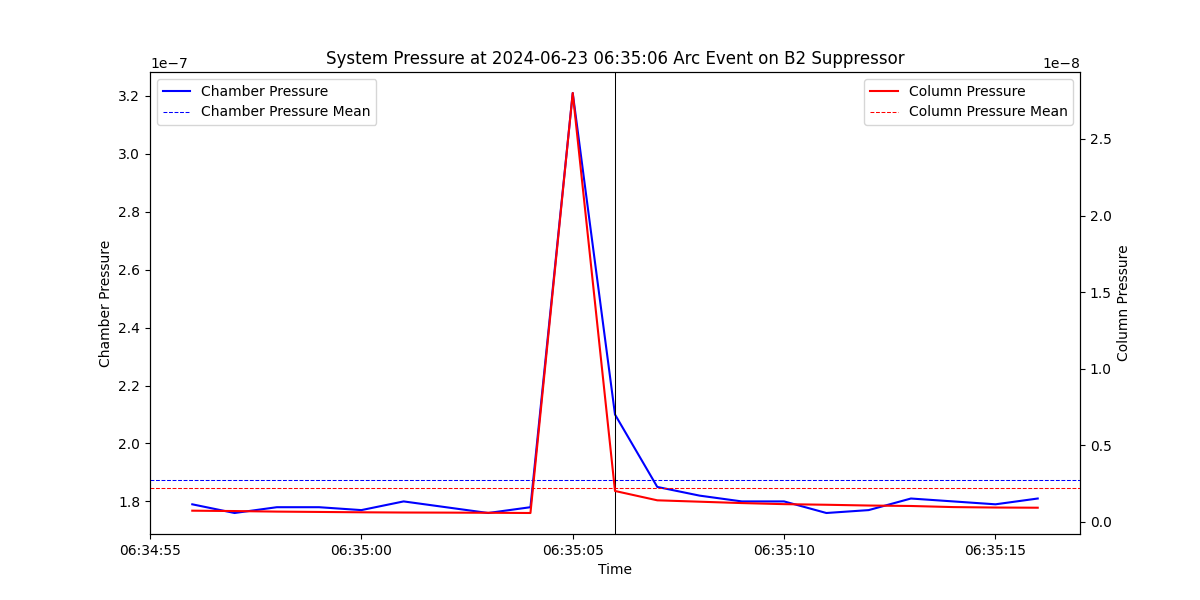 System Pressure at 2024-06-23 06:35:06 Arc Event on B2 Suppressor
1e−7
1e−8
Chamber Pressure
Chamber Pressure Mean
Column Pressure
Column Pressure Mean
3.2
3.0
2.8
2.6
2.4
2.2
2.0
1.8
Chamber Pressure
2.5
2.0
1.5
1.0
0.5
0.0
Column Pressure
06:34:55 06:35:00 06:35:05 06:35:10 06:35:15
Time